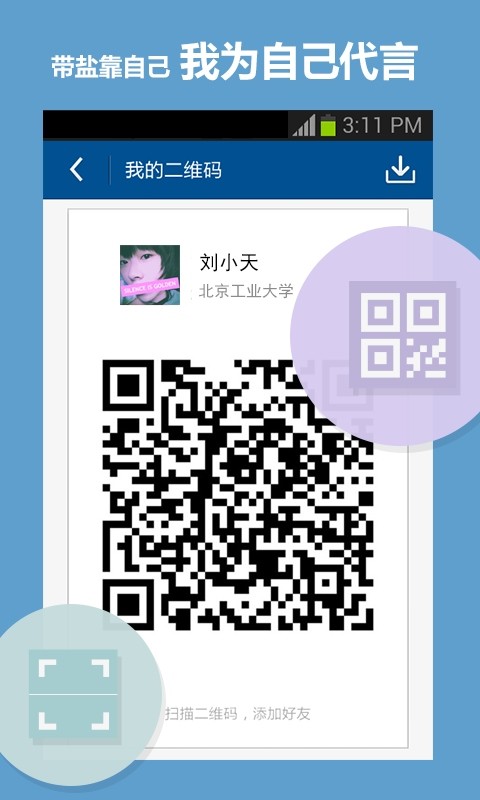 带盐靠自己 我为自己代言
3:11 PM
我的二维码
刘小天
北京工业大学
SILENCE IS GOLDEN
扫描二维码，添加好友